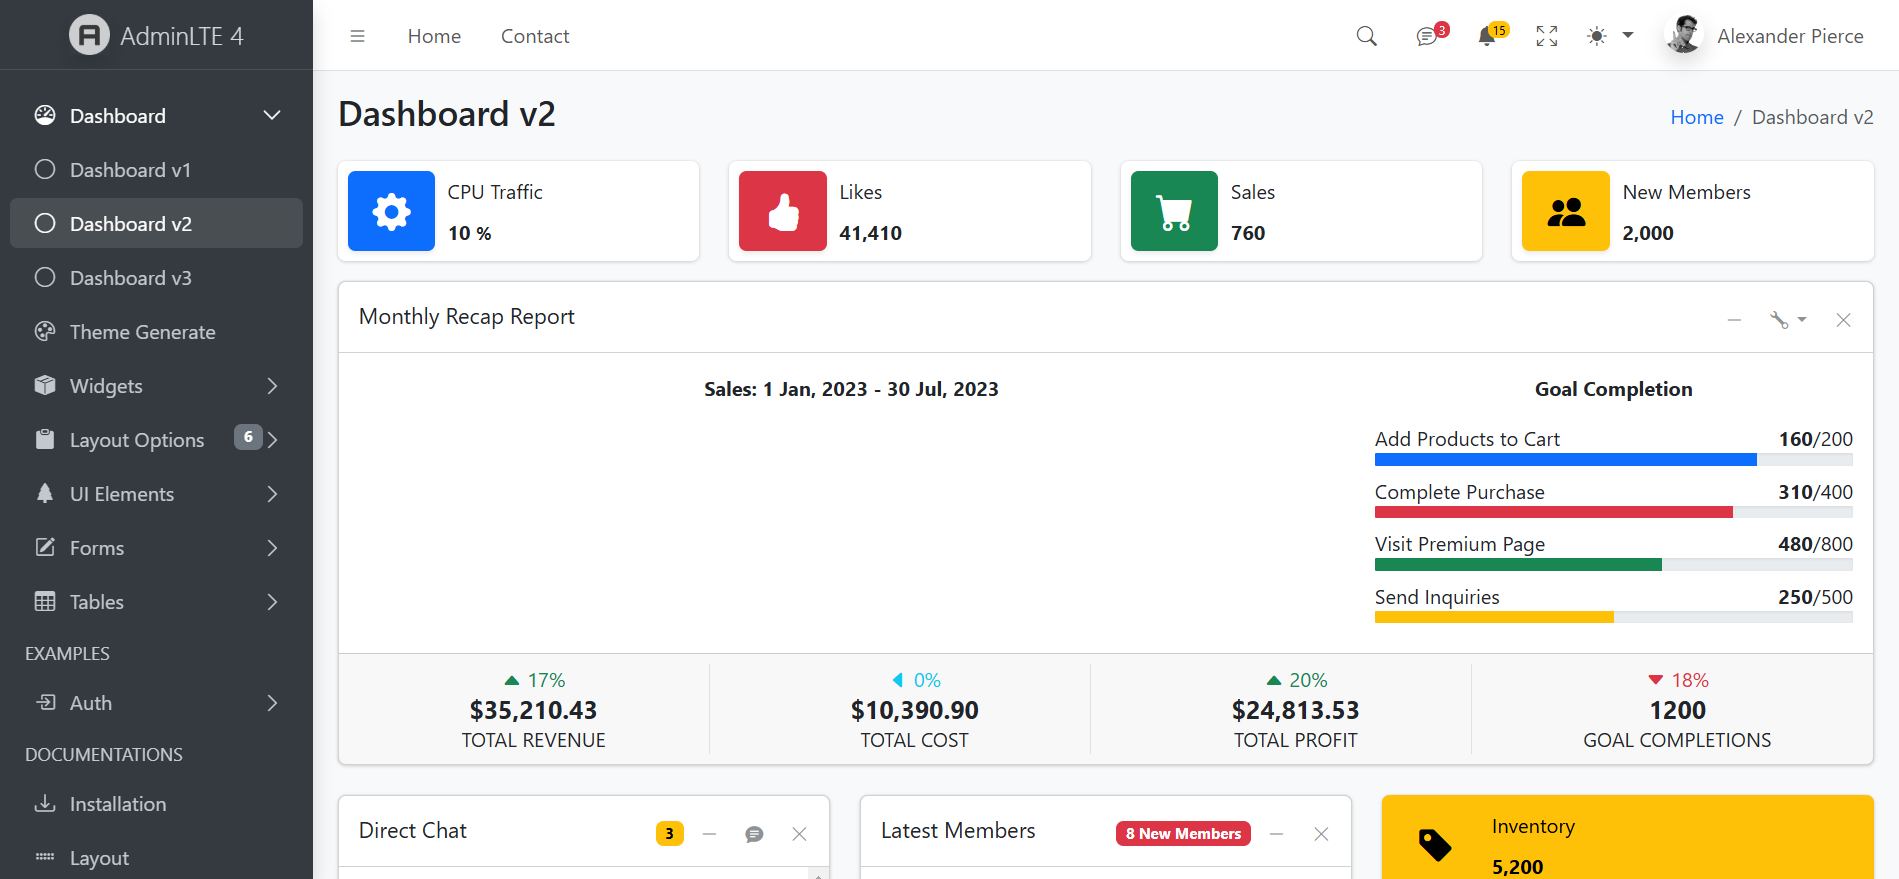 AdminLTE 4
Home
Contact
3
15
Alexander Pierce
Dashboard
Dashboard v1
Dashboard v2
Dashboard v3
Theme Generate
Widgets
Layout Options 6
UI Elements
Forms
Tables
EXAMPLES
Auth
DOCUMENTATIONS
Installation
Layout
Dashboard v2
Home / Dashboard v2
CPU Traffic
10 %
Likes
41,410
Sales
760
New Members
2,000
Monthly Recap Report
Sales: 1 Jan, 2023 - 30 Jul, 2023
Goal Completion
Add Products to Cart 160/200
Complete Purchase 310/400
Visit Premium Page 480/800
Send Inquiries 250/500
17%
$35,210.43
TOTAL REVENUE
0%
$10,390.90
TOTAL COST
20%
$24,813.53
TOTAL PROFIT
18%
1200
GOAL COMPLETIONS
Direct Chat 3
Latest Members 8 New Members
Inventory
5,200